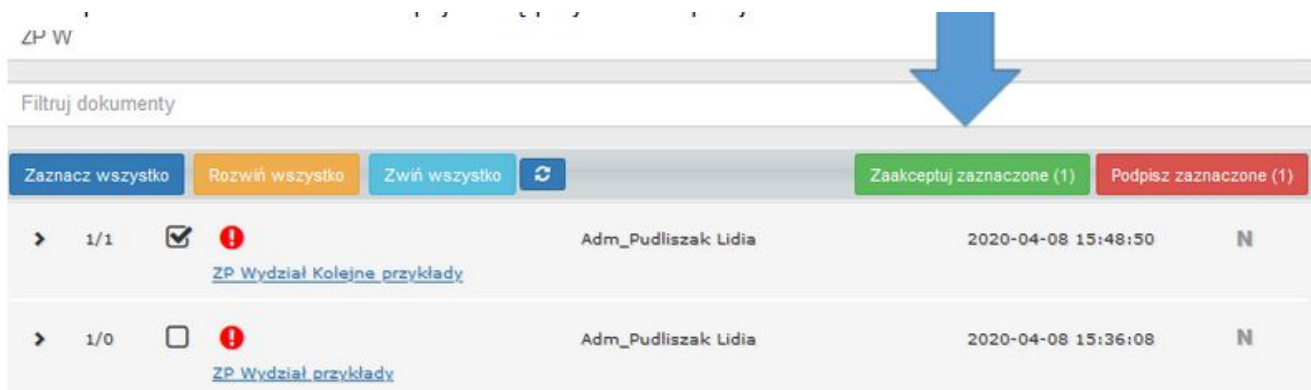 ZP W
Filtruj dokumenty
Zaznacz wszystko Rozwiń wszystko Zwiń wszystko Zaakceptuj zaznaczone (1) Podpisz zaznaczone (1)
1/1 Adm_Pudliszak Lidia 2020-04-08 15:48:50 N
ZP Wydział Kolejne przykłady
1/0 Adm_Pudliszak Lidia 2020-04-08 15:36:08 N
ZP Wydział przykłady